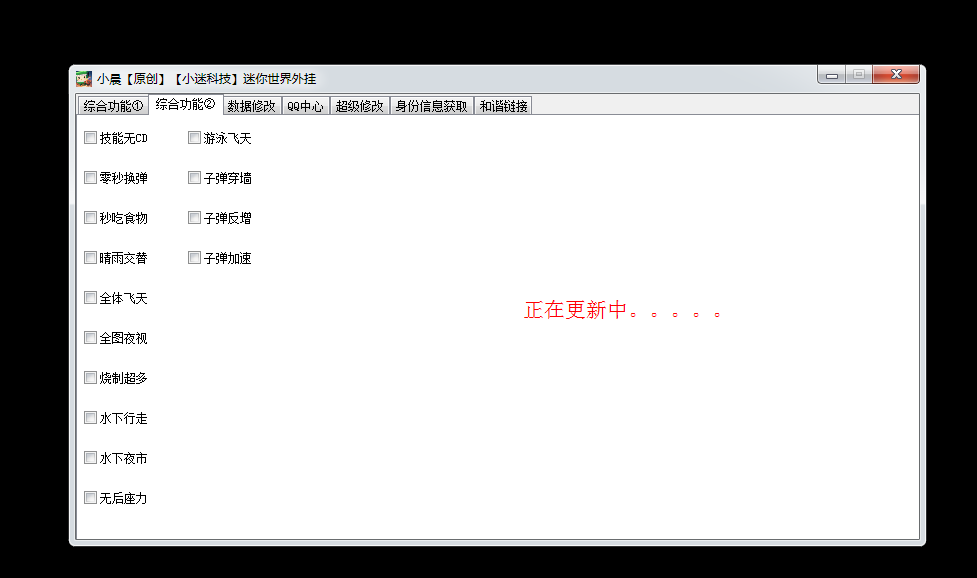 小晨【原创】【小迷科技】迷你世界外挂
综合功能① 综合功能② 数据修改 QQ中心 超级修改 身份信息获取 和谐链接
技能无CD 游泳飞天
零秒换弹 子弹穿墙
秒吃食物 子弹反增
晴雨交替 子弹加速
全体飞天
正在更新中。。。。。
全图夜视
烧制超多
水下行走
水下夜市
无后座力